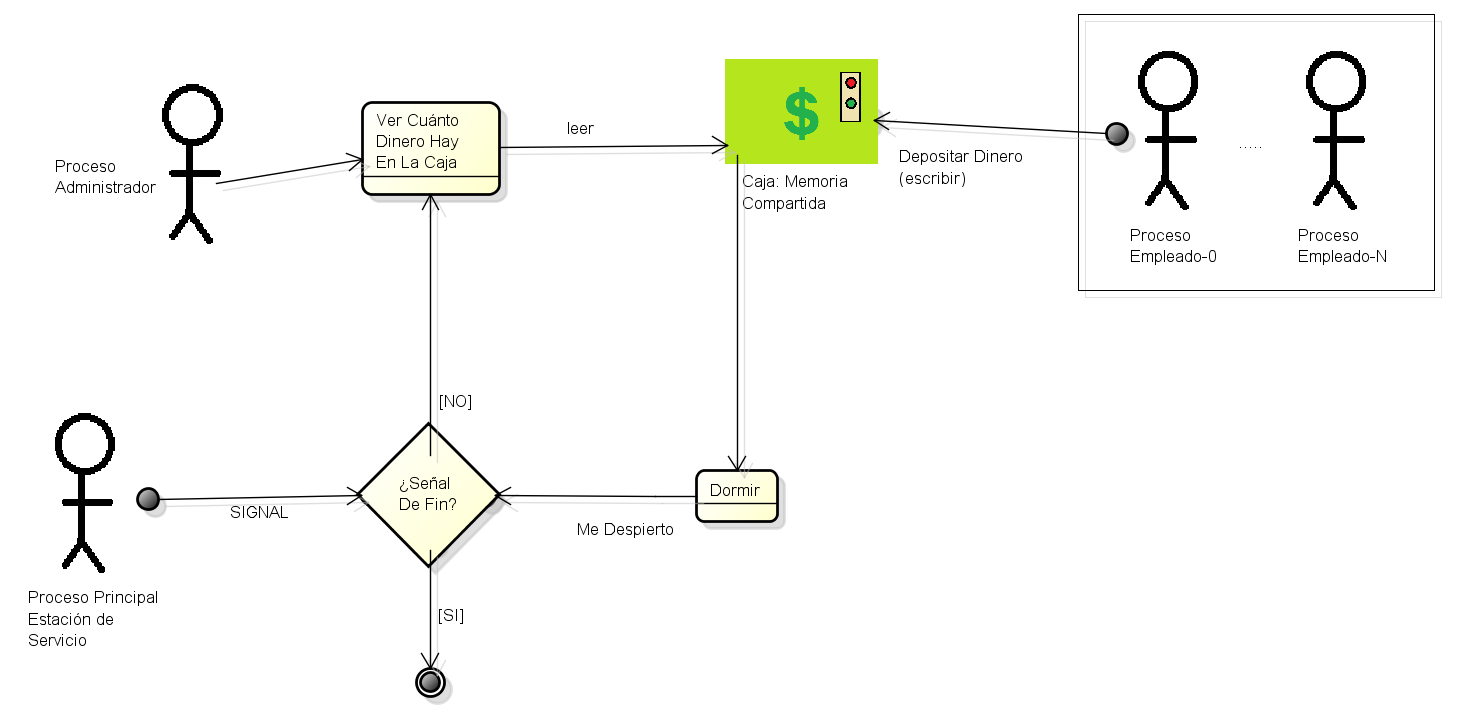 Proceso
Administrador
Ver Cuánto
Dinero Hay
En La Caja
leer
$
Caja: Memoria
Compartida
Depositar Dinero
(escribir)
.....
Proceso
Empleado-0
Proceso
Empleado-N
[NO]
¿Señal
De Fin?
SIGNAL
Dormir
Me Despierto
Proceso Principal
Estación de
Servicio
[SI]